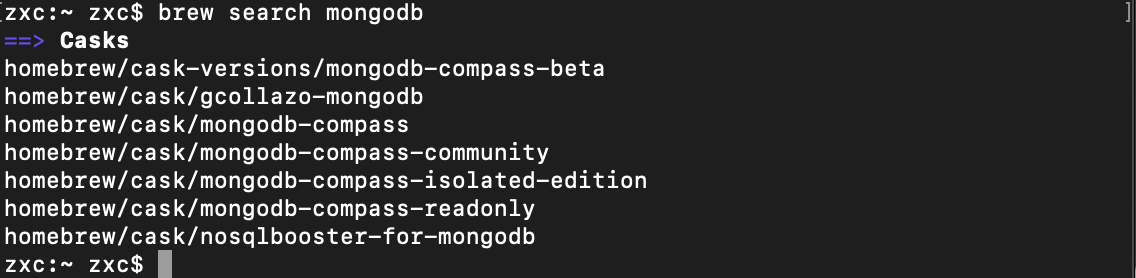 [zxc:~ zxc$ brew search mongodb ]
==> Casks
homebrew/cask-versions/mongodb-compass-beta
homebrew/cask/gcollazo-mongodb
homebrew/cask/mongodb-compass
homebrew/cask/mongodb-compass-community
homebrew/cask/mongodb-compass-isolated-edition
homebrew/cask/mongodb-compass-readonly
homebrew/cask/nosqlbooster-for-mongodb
zxc:~ zxc$